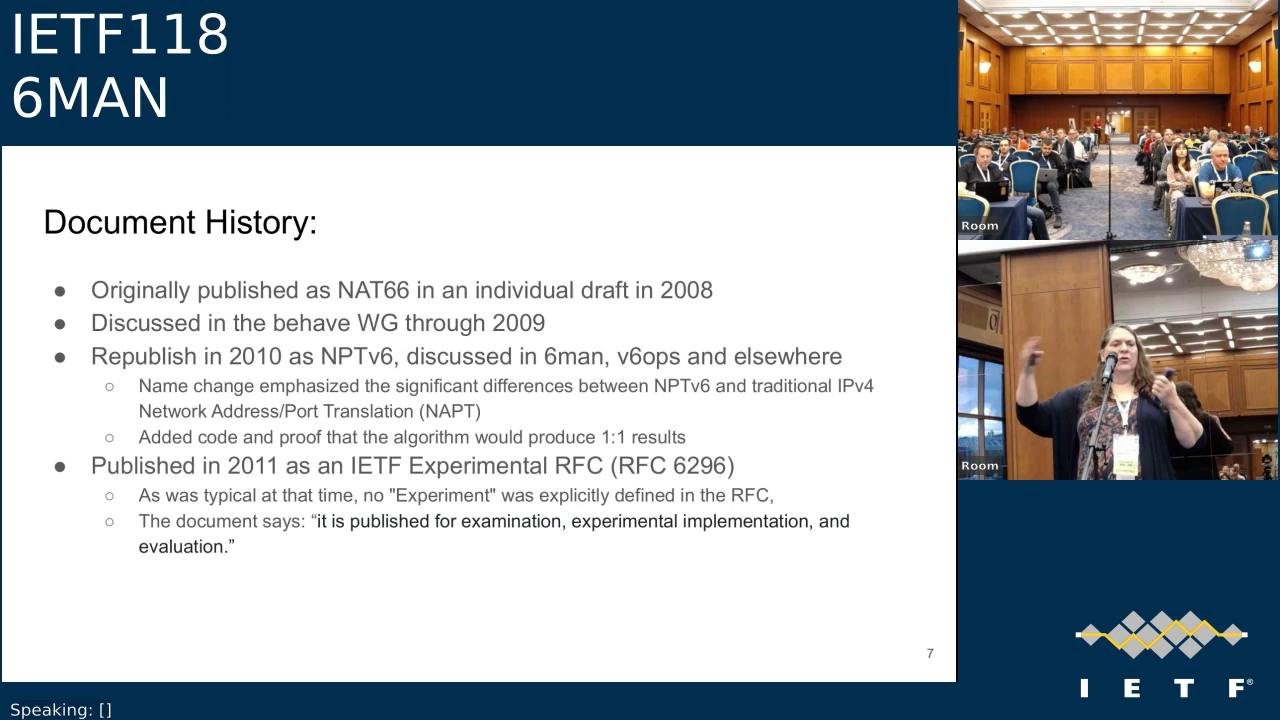 IETF118
6MAN
Document History:
● Originally published as NAT66 in an individual draft in 2008
● Discussed in the behave WG through 2009
● Republish in 2010 as NPTv6, discussed in 6man, v6ops and elsewhere
○ Name change emphasized the significant differences between NPTv6 and traditional IPv4
Network Address/Port Translation (NAPT)
○ Added code and proof that the algorithm would produce 1:1 results
● Published in 2011 as an IETF Experimental RFC (RFC 6296)
○ As was typical at that time, no "Experiment" was explicitly defined in the RFC,
○ The document says: “it is published for examination, experimental implementation, and
evaluation.”
7
Room
Room
I E T F®
Speaking: []